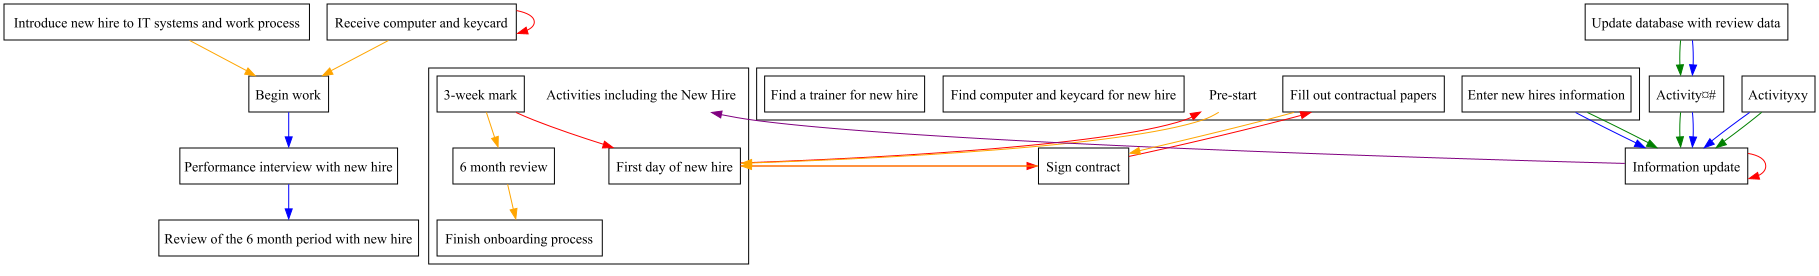 Introduce new hire to IT systems and work process
Receive computer and keycard
Update database with review data
Begin work
3-week mark
Activities including the New Hire
Find a trainer for new hire
Find computer and keycard for new hire
Pre-start
Fill out contractual papers
Enter new hires information
Activity¤#
Activityxy
Performance interview with new hire
6 month review
First day of new hire
Sign contract
Information update
Review of the 6 month period with new hire
Finish onboarding process